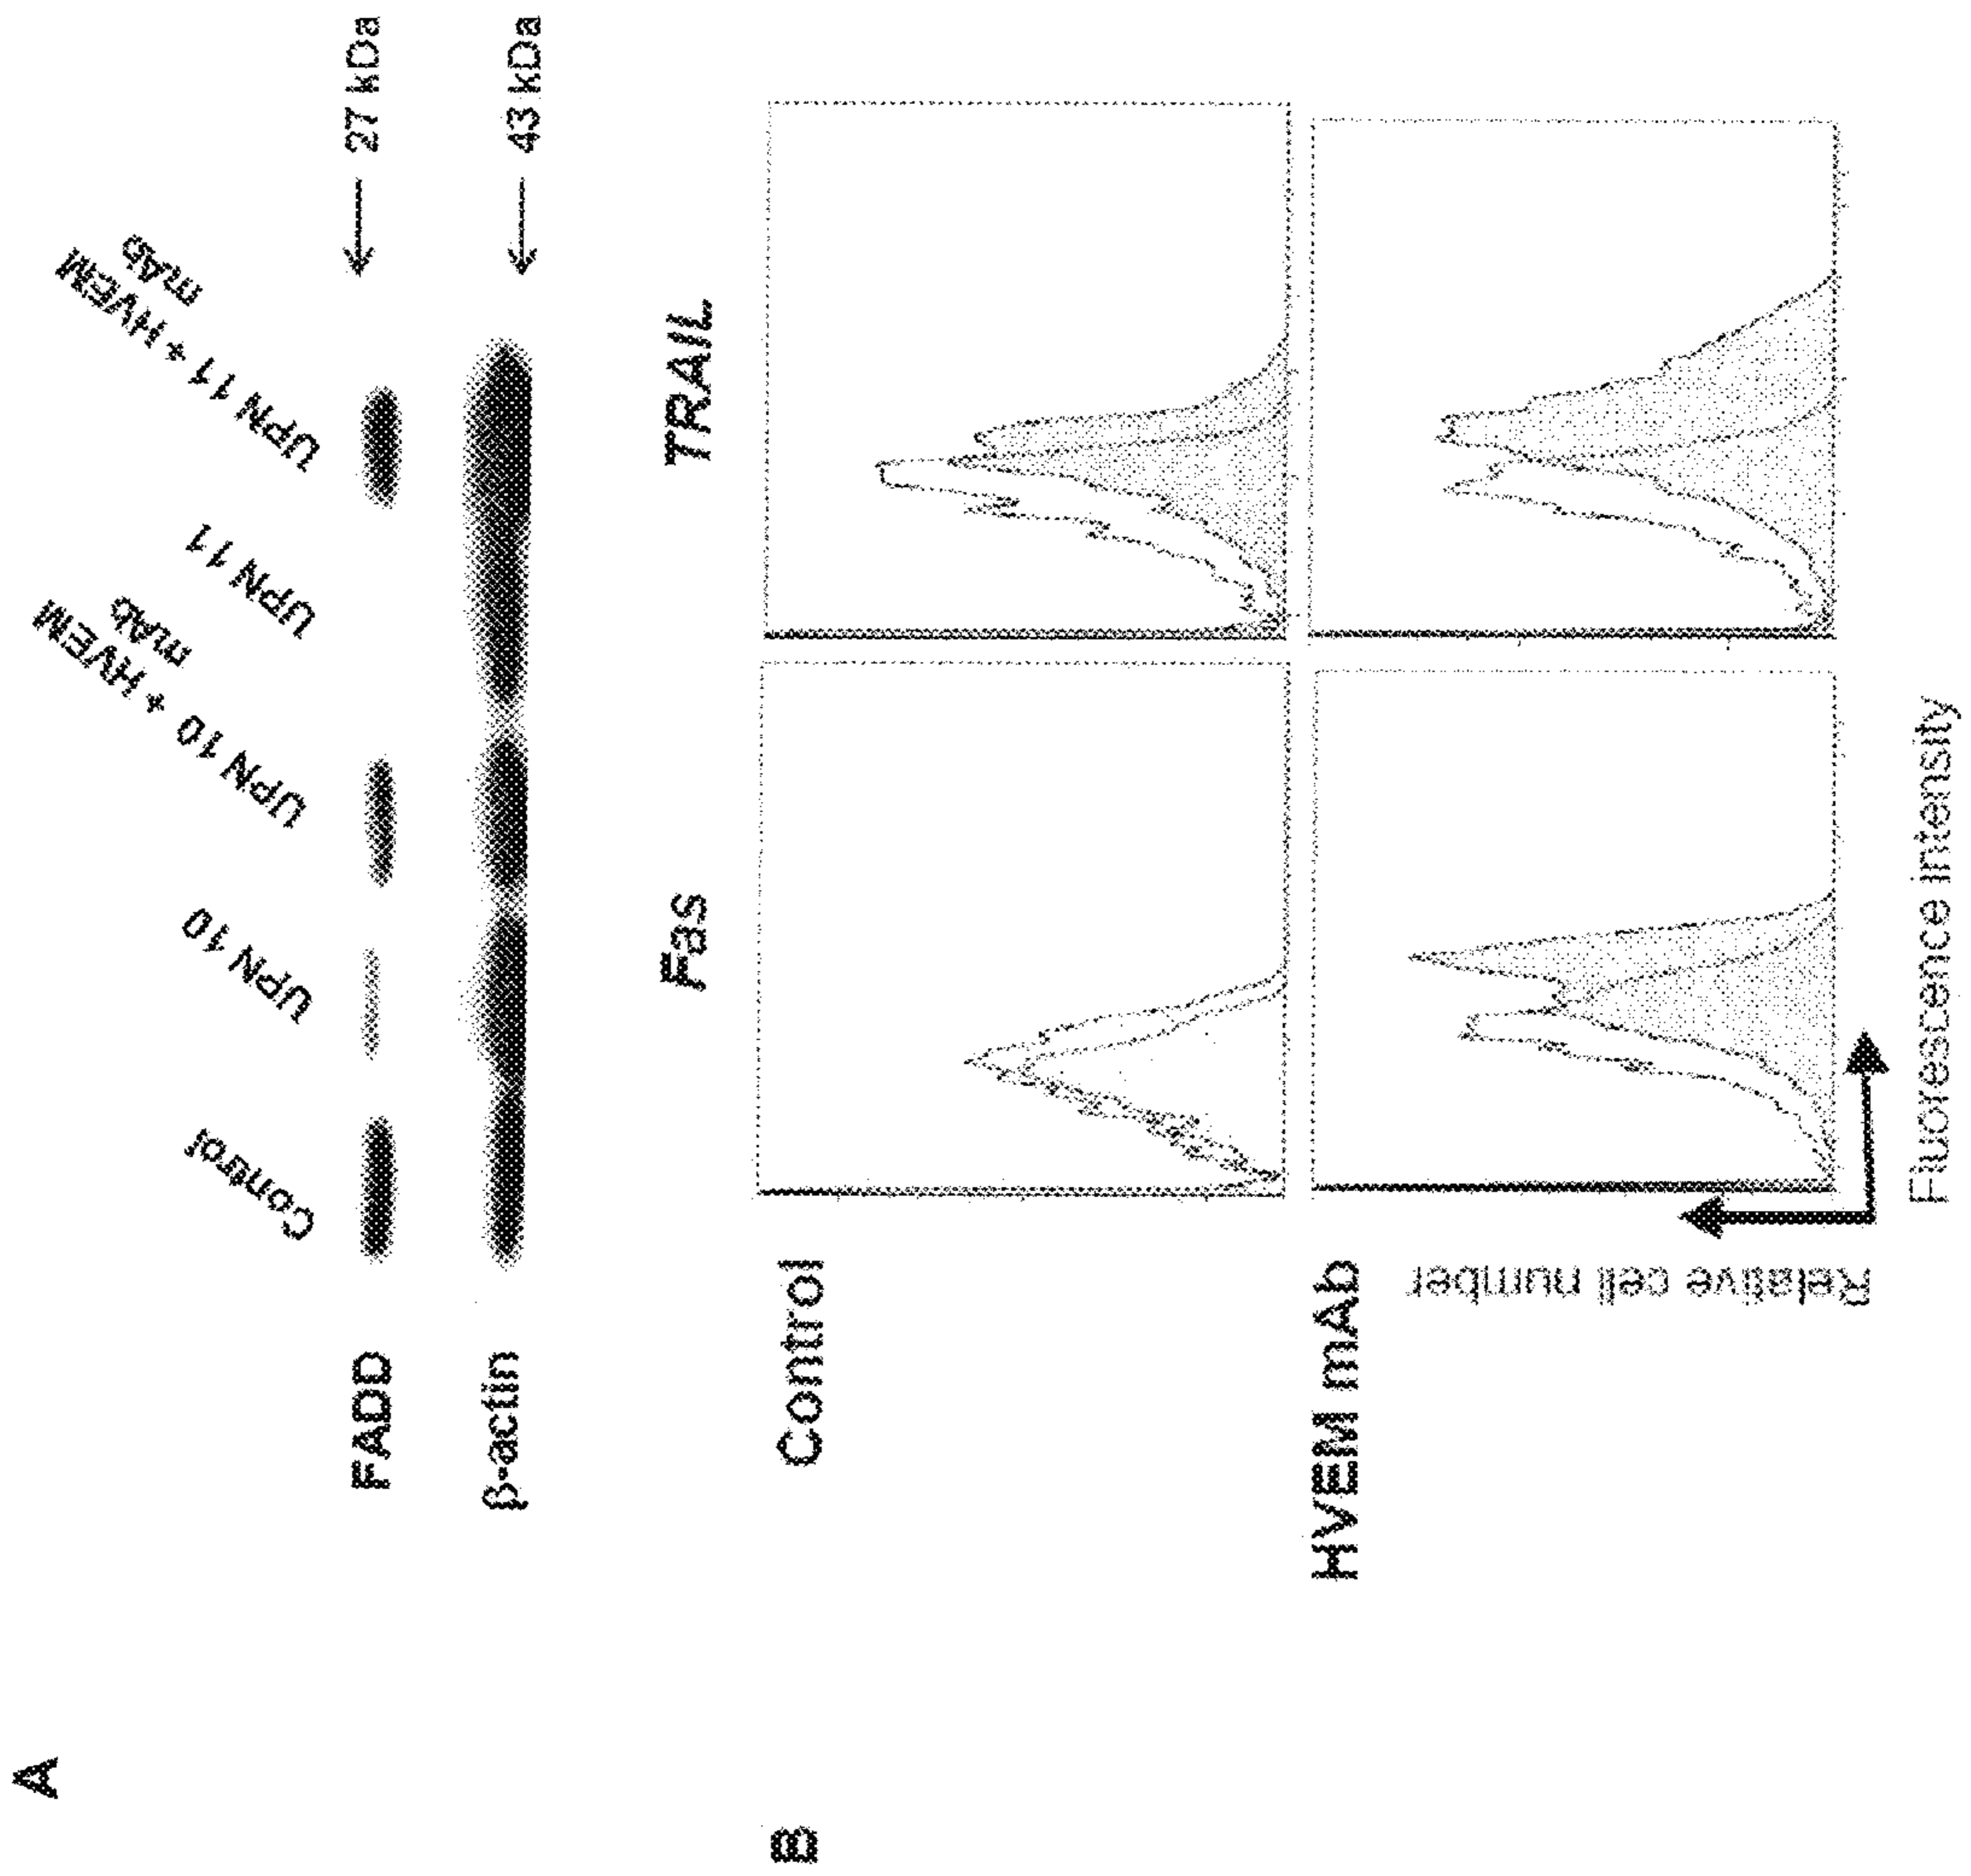 A
Control
UPN 10
UPN 10 + HVEM
mAb
UPN 11
UPN 11 + HVEM
mAb
FADD
27 kDa
β-actin
43 kDa
B
Fas
TRAIL
Control
HVEM mAb
Relative cell number
Fluorescence intensity